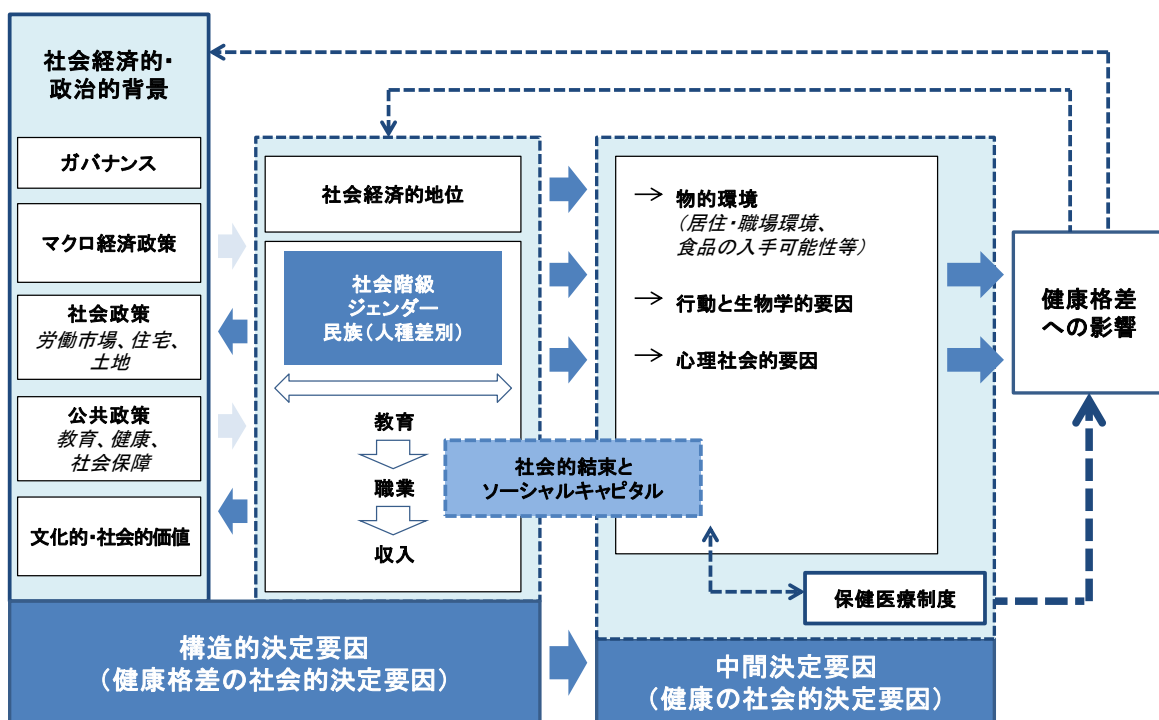 社会経済的・
政治的背景
ガバナンス
マクロ経済政策
社会政策
労働市場、住宅、
土地
公共政策
教育、健康、
社会保障
文化的・社会的価値
社会経済的地位
社会階級
ジェンダー
民族（人種差別）
教育
職業
収入
社会的結束と
ソーシャルキャピタル
物的環境
（居住・職場環境、
食品の入手可能性等）
行動と生物学的要因
心理社会的要因
保健医療制度
健康格差
への影響
構造的決定要因
（健康格差の社会的決定要因）
中間決定要因
（健康の社会的決定要因）